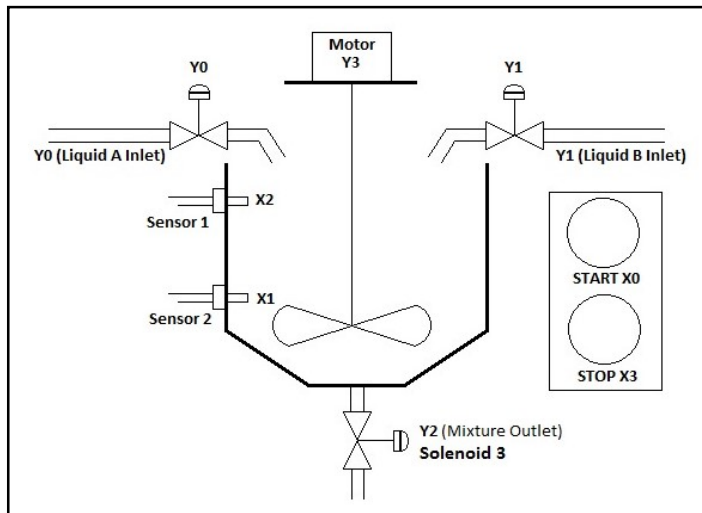 Motor
Y3
Y0
Y1
Y0 (Liquid A Inlet)
Y1 (Liquid B Inlet)
X2
Sensor 1
X1
Sensor 2
START X0
STOP X3
Y2 (Mixture Outlet)
Solenoid 3